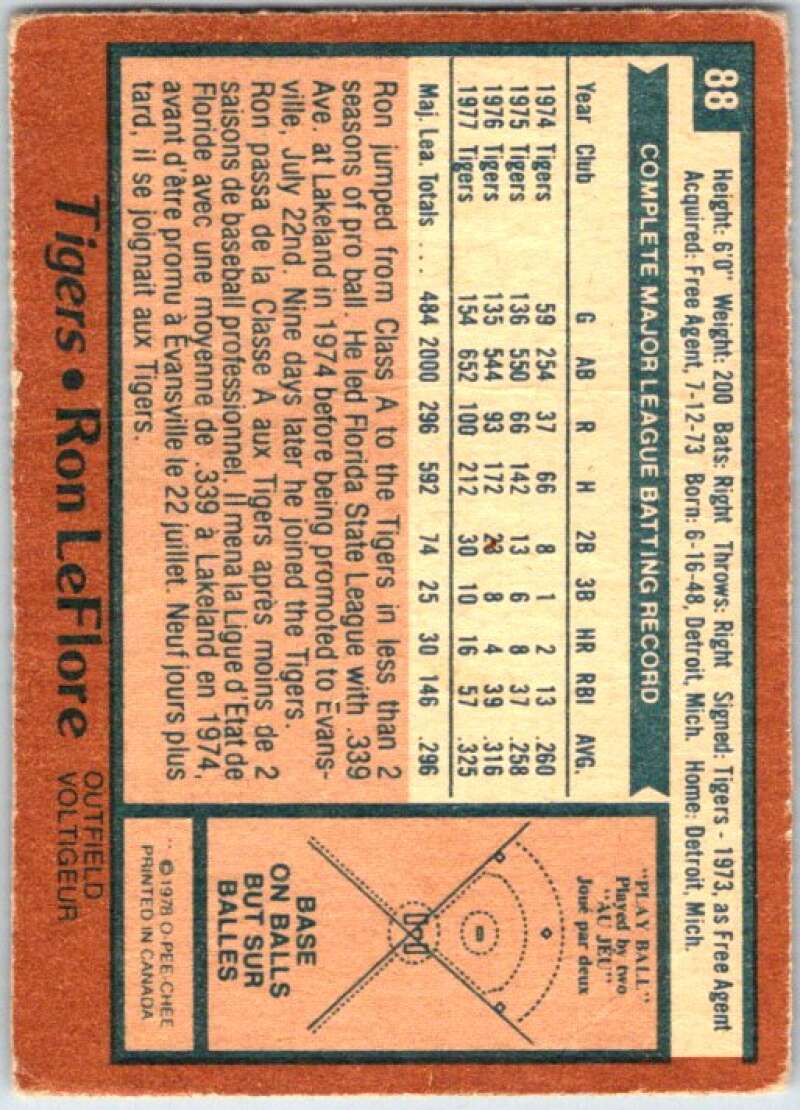 88
Height: 6'0" Weight: 200 Bats: Right Throws: Right Signed: Tigers - 1973, as Free Agent
Acquired: Free Agent, 7-12-73 Born: 6-16-48, Detroit, Mich. Home: Detroit, Mich.
COMPLETE MAJOR LEAGUE BATTING RECORD
Year Club G AB R H 2B 3B HR RBI AVG.
1974 Tigers 59 254 37 66 8 1 2 13 .260
1975 Tigers 136 550 66 142 13 6 8 37 .258
1976 Tigers 135 544 93 172 23 8 4 39 .316
1977 Tigers 154 652 100 212 30 10 16 57 .325
Maj. Lea. Totals ... 484 2000 296 592 74 25 30 146 .296
Ron jumped from Class A to the Tigers in less than 2
seasons of pro ball. He led Florida State League with .339
Ave. at Lakeland in 1974 before being promoted to Evans-
ville, July 22nd. Nine days later he joined the Tigers.
Ron passa de la Classe A aux Tigers après moins de 2
saisons de baseball professionnel. Il mena la Ligue d'Etat de
Floride avec une moyenne de .339 à Lakeland en 1974,
avant d'être promu à Evansville le 22 juillet. Neuf jours plus
tard, il se joignait aux Tigers.
"PLAY BALL"
Played by two
"AU JEU"
Joué par deux
BASE
ON BALLS
BUT SUR
BALLES
© 1978 O-PEE-CHEE
PRINTED IN CANADA
Tigers • Ron LeFlore
OUTFIELD
VOLTIGEUR